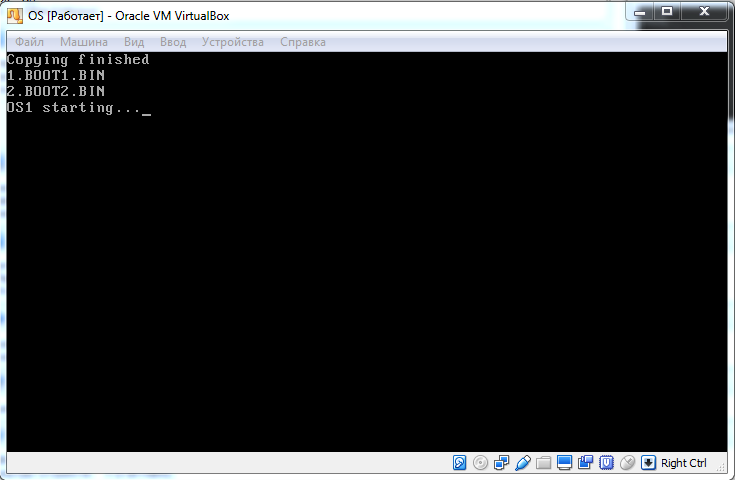 OS [Работает] - Oracle VM VirtualBox
Файл Машина Вид Ввод Устройства Справка
Copying finished
1.BOOT1.BIN
2.BOOT2.BIN
OS1 starting..._
Right Ctrl